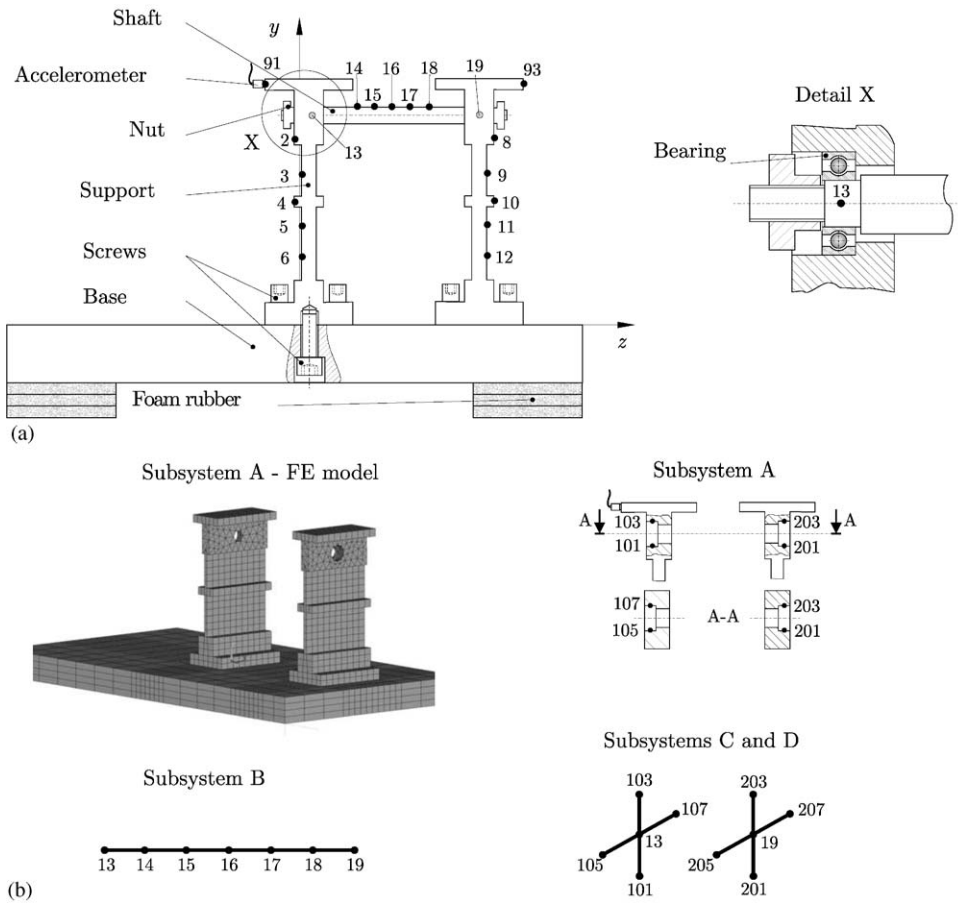 Shaft
y
Accelerometer
91
14
16
18
19
93
15
17
Nut
X
13
2
8
3
9
Support
4
10
5
11
Screws
6
12
Base
z
Foam rubber
Detail X
Bearing
13
(a)
Subsystem A - FE model
Subsystem A
A
103
203
A
101
201
107
203
A-A
105
201
Subsystems C and D
Subsystem B
103
203
107
207
13
19
105
205
101
201
13
14
15
16
17
18
19
(b)